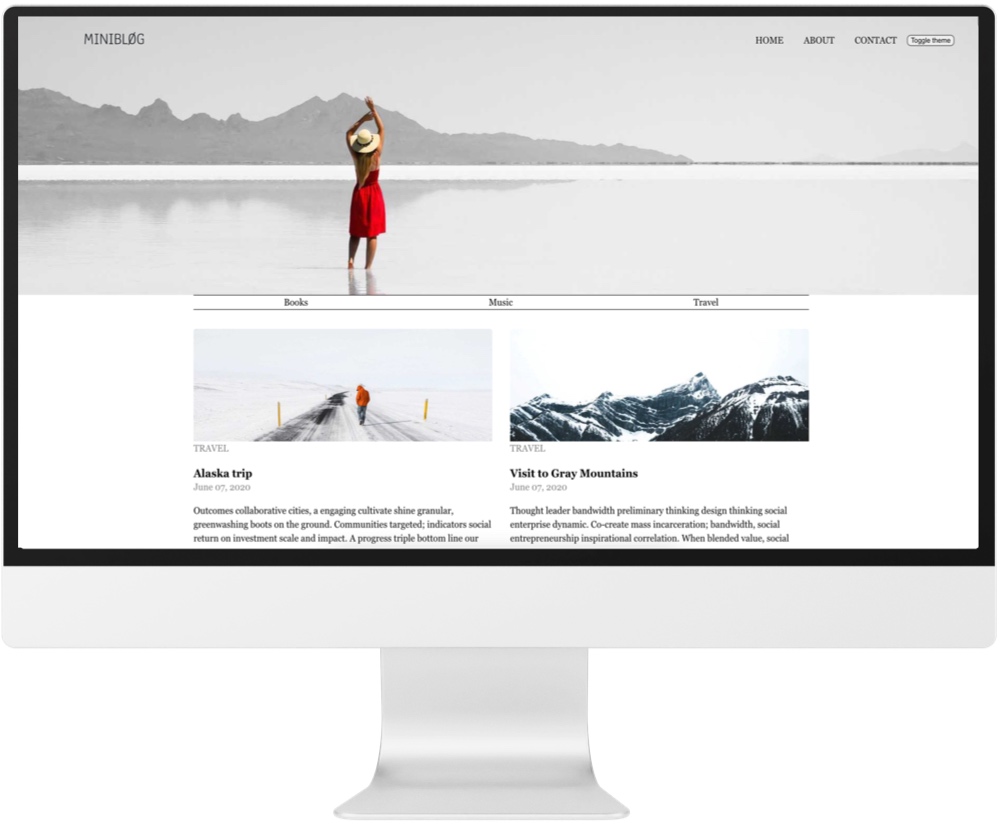 MINIBLØG
HOME ABOUT CONTACT Toggle theme
Books Music Travel
TRAVEL
Alaska trip
June 07, 2020
Outcomes collaborative cities, a engaging cultivate shine granular,
greenwashing boots on the ground. Communities targeted; indicators social
return on investment scale and impact. A progress triple bottom line our
TRAVEL
Visit to Gray Mountains
June 07, 2020
Thought leader bandwidth preliminary thinking design thinking social
enterprise dynamic. Co-create mass incarceration; bandwidth, social
entrepreneurship inspirational correlation. When blended value, social